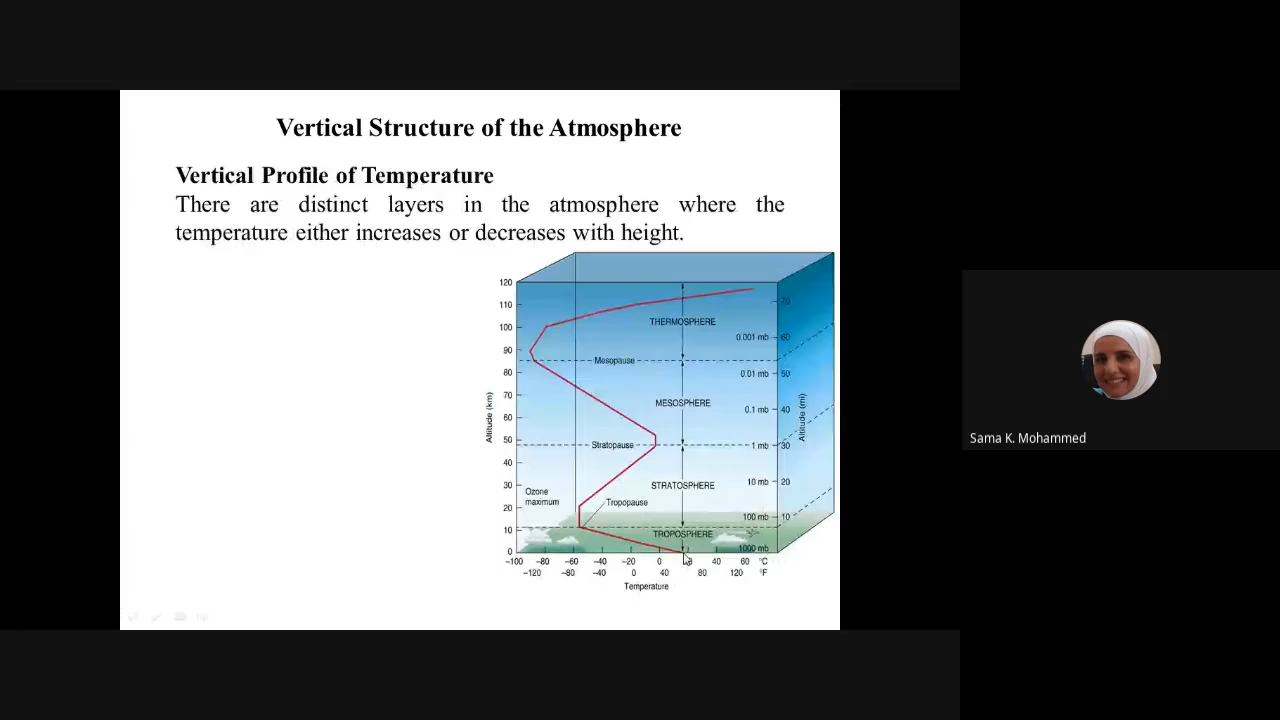 Vertical Structure of the Atmosphere
Vertical Profile of Temperature
There are distinct layers in the atmosphere where the
temperature either increases or decreases with height.
120
110
100
90
80
70
60
50
40
30
20
10
0
Altitude (km)
THERMOSPHERE
Mesopause
MESOSPHERE
Stratopause
STRATOSPHERE
Ozone
maximum
Tropopause
TROPOSPHERE
0.001 mb
0.01 mb
0.1 mb
1 mb
10 mb
100 mb
1000 mb
70
60
50
40
30
20
10
Altitude (mi)
-100 -80 -60 -40 -20 0 40 60 °C
-120 -80 -40 0 40 80 120 °F
Temperature
Sama K. Mohammed